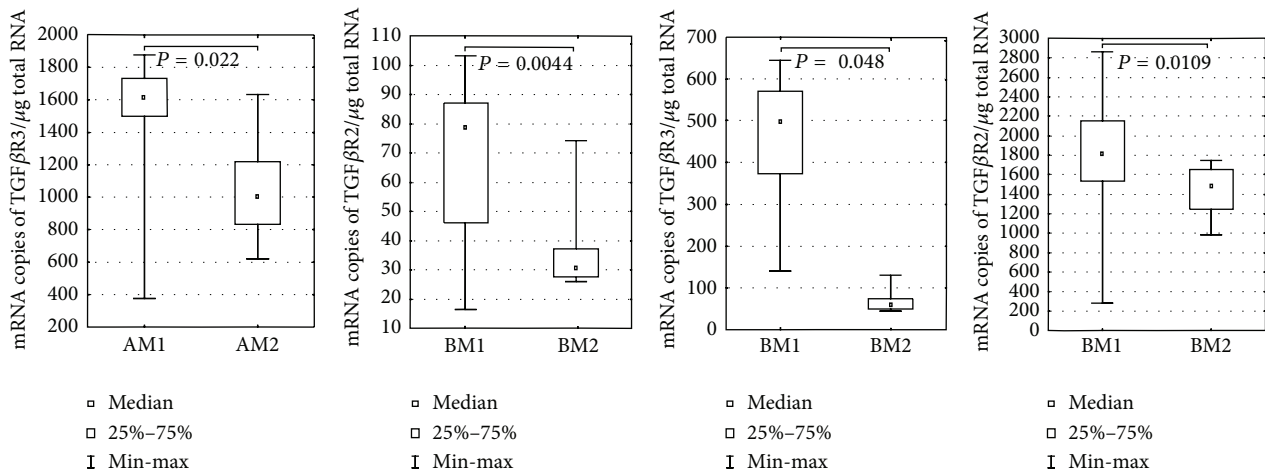 mRNA copies of TGFβR3/μg total RNA
2000
1800
1600
1400
1200
1000
800
600
400
200
P = 0.022
AM1 AM2
Median
25%–75%
Min-max
mRNA copies of TGFβR2/μg total RNA
110
100
90
80
70
60
50
40
30
20
10
P = 0.0044
BM1 BM2
Median
25%–75%
Min-max
mRNA copies of TGFβR3/μg total RNA
700
600
500
400
300
200
100
0
P = 0.048
BM1 BM2
Median
25%–75%
Min-max
mRNA copies of TGFβR2/μg total RNA
3000
2800
2600
2400
2200
2000
1800
1600
1400
1200
1000
800
600
400
200
0
P = 0.0109
BM1 BM2
Median
25%–75%
Min-max